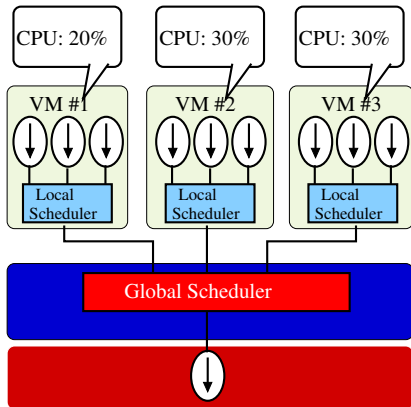 CPU: 20%
CPU: 30%
CPU: 30%
VM #1
VM #2
VM #3
Local
Scheduler
Local
Scheduler
Local
Scheduler
Global Scheduler